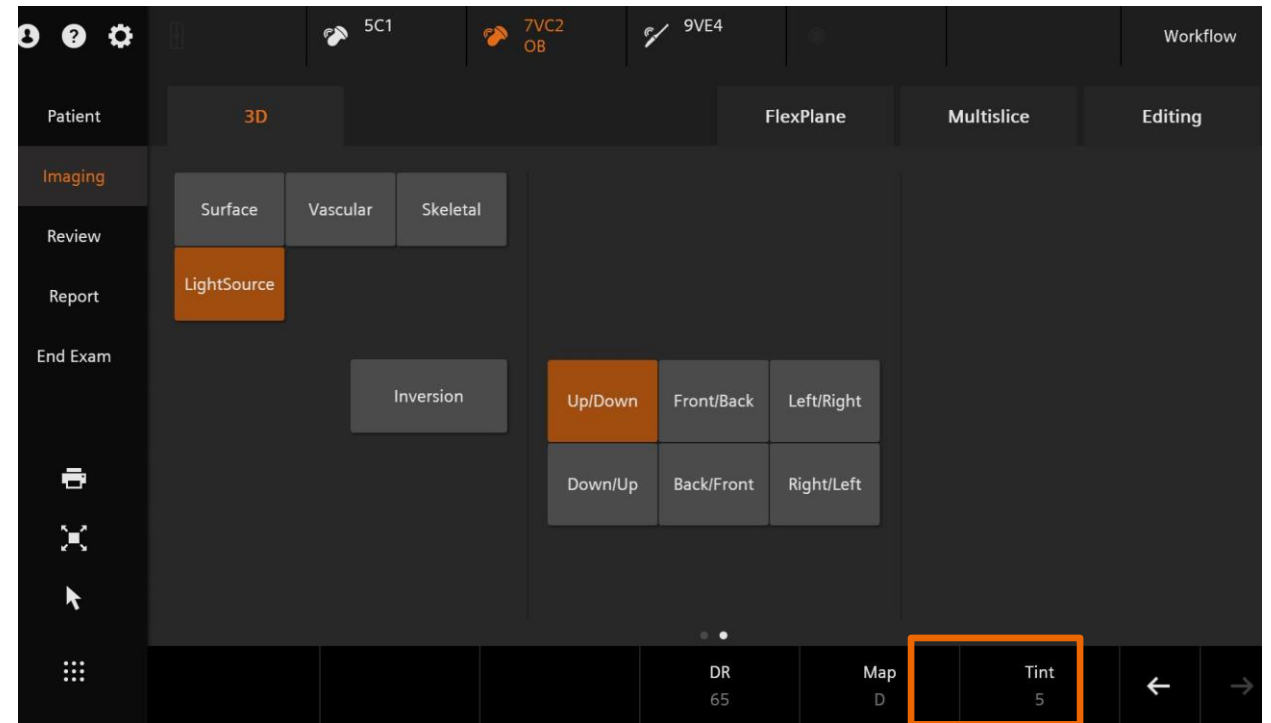 5C1
7VC2
OB
9VE4
Workflow
Patient
3D
FlexPlane
Multislice
Editing
Imaging
Surface
Vascular
Skeletal
Review
LightSource
Report
End Exam
Inversion
Up/Down
Front/Back
Left/Right
Down/Up
Back/Front
Right/Left
DR
65
Map
D
Tint
5